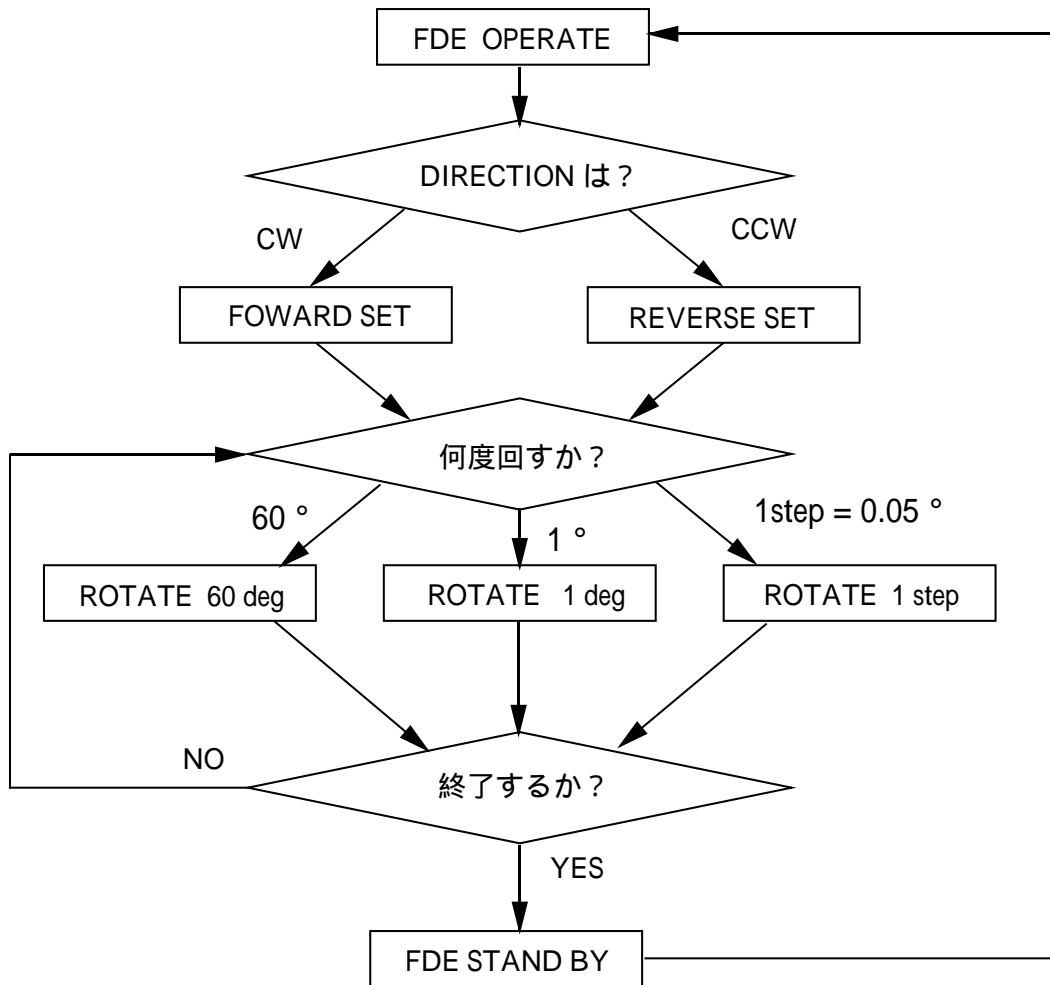 FDE OPERATE
DIRECTION は？
CW
CCW
FOWARD SET
REVERSE SET
何度回すか？
60 °
1 °
1step = 0.05 °
ROTATE 60 deg
ROTATE 1 deg
ROTATE 1 step
NO
終了するか？
YES
FDE STAND BY